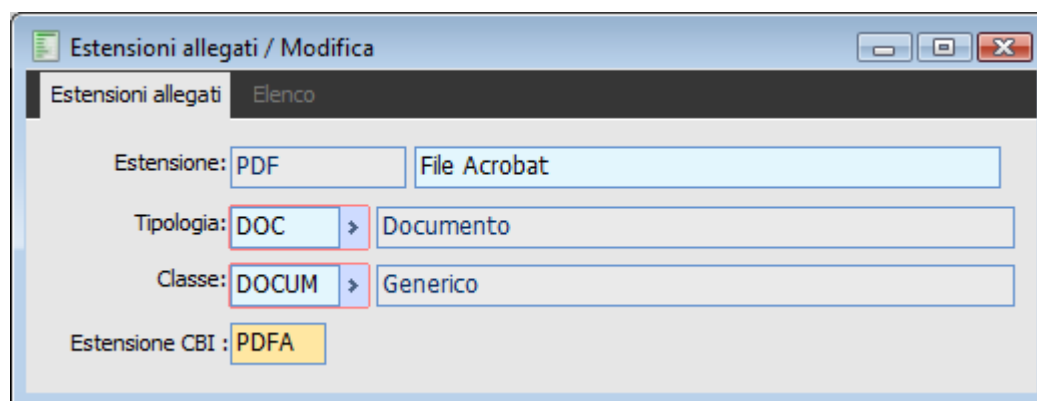 Estensioni allegati / Modifica
Estensioni allegati Elenco
Estensione: PDF File Acrobat
Tipologia: DOC Documento
Classe: DOCUM Generico
Estensione CBI : PDFA